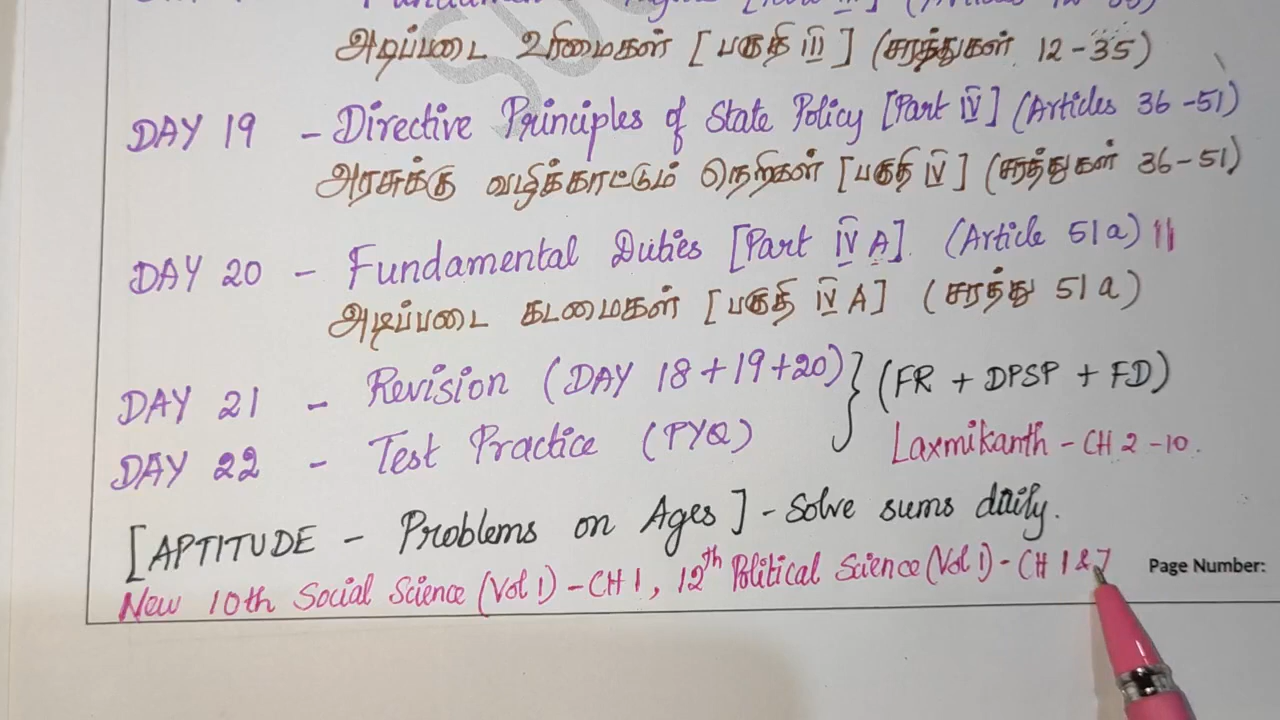 அடிப்படை உரிமைகள் [பகுதி III] (சரத்துகள் 12-35)
DAY 19 - Directive Principles of State Policy [Part IV] (Articles 36-51)
அரசுக்கு வழிக்காட்டும் நெறிகள் [பகுதி IV] (சரத்துகள் 36-51)
DAY 20 - Fundamental Duties [Part IV A]. (Article 51a)
அடிப்படை கடமைகள் [பகுதி IV A] (சரத்து 51a)
DAY 21 - Revision (DAY 18+19+20) } (FR + DPSP + FD)
DAY 22 - Test Practice (PYQ) Laxmikanth - CH 2-10.
[APTITUDE - Problems on Ages] - Solve sums daily.
New 10th Social Science (Vol 1) - CH 1, 12th Political Science (Vol 1) - CH 1 & 7
Page Number: